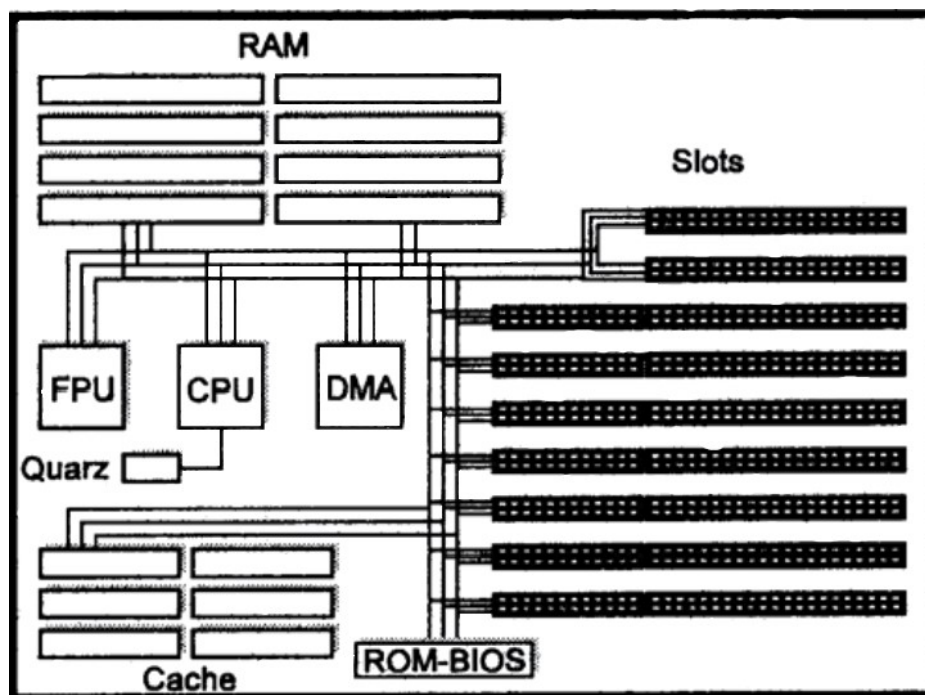 RAM
Slots
FPU
CPU
DMA
Quarz
Cache
ROM-BIOS